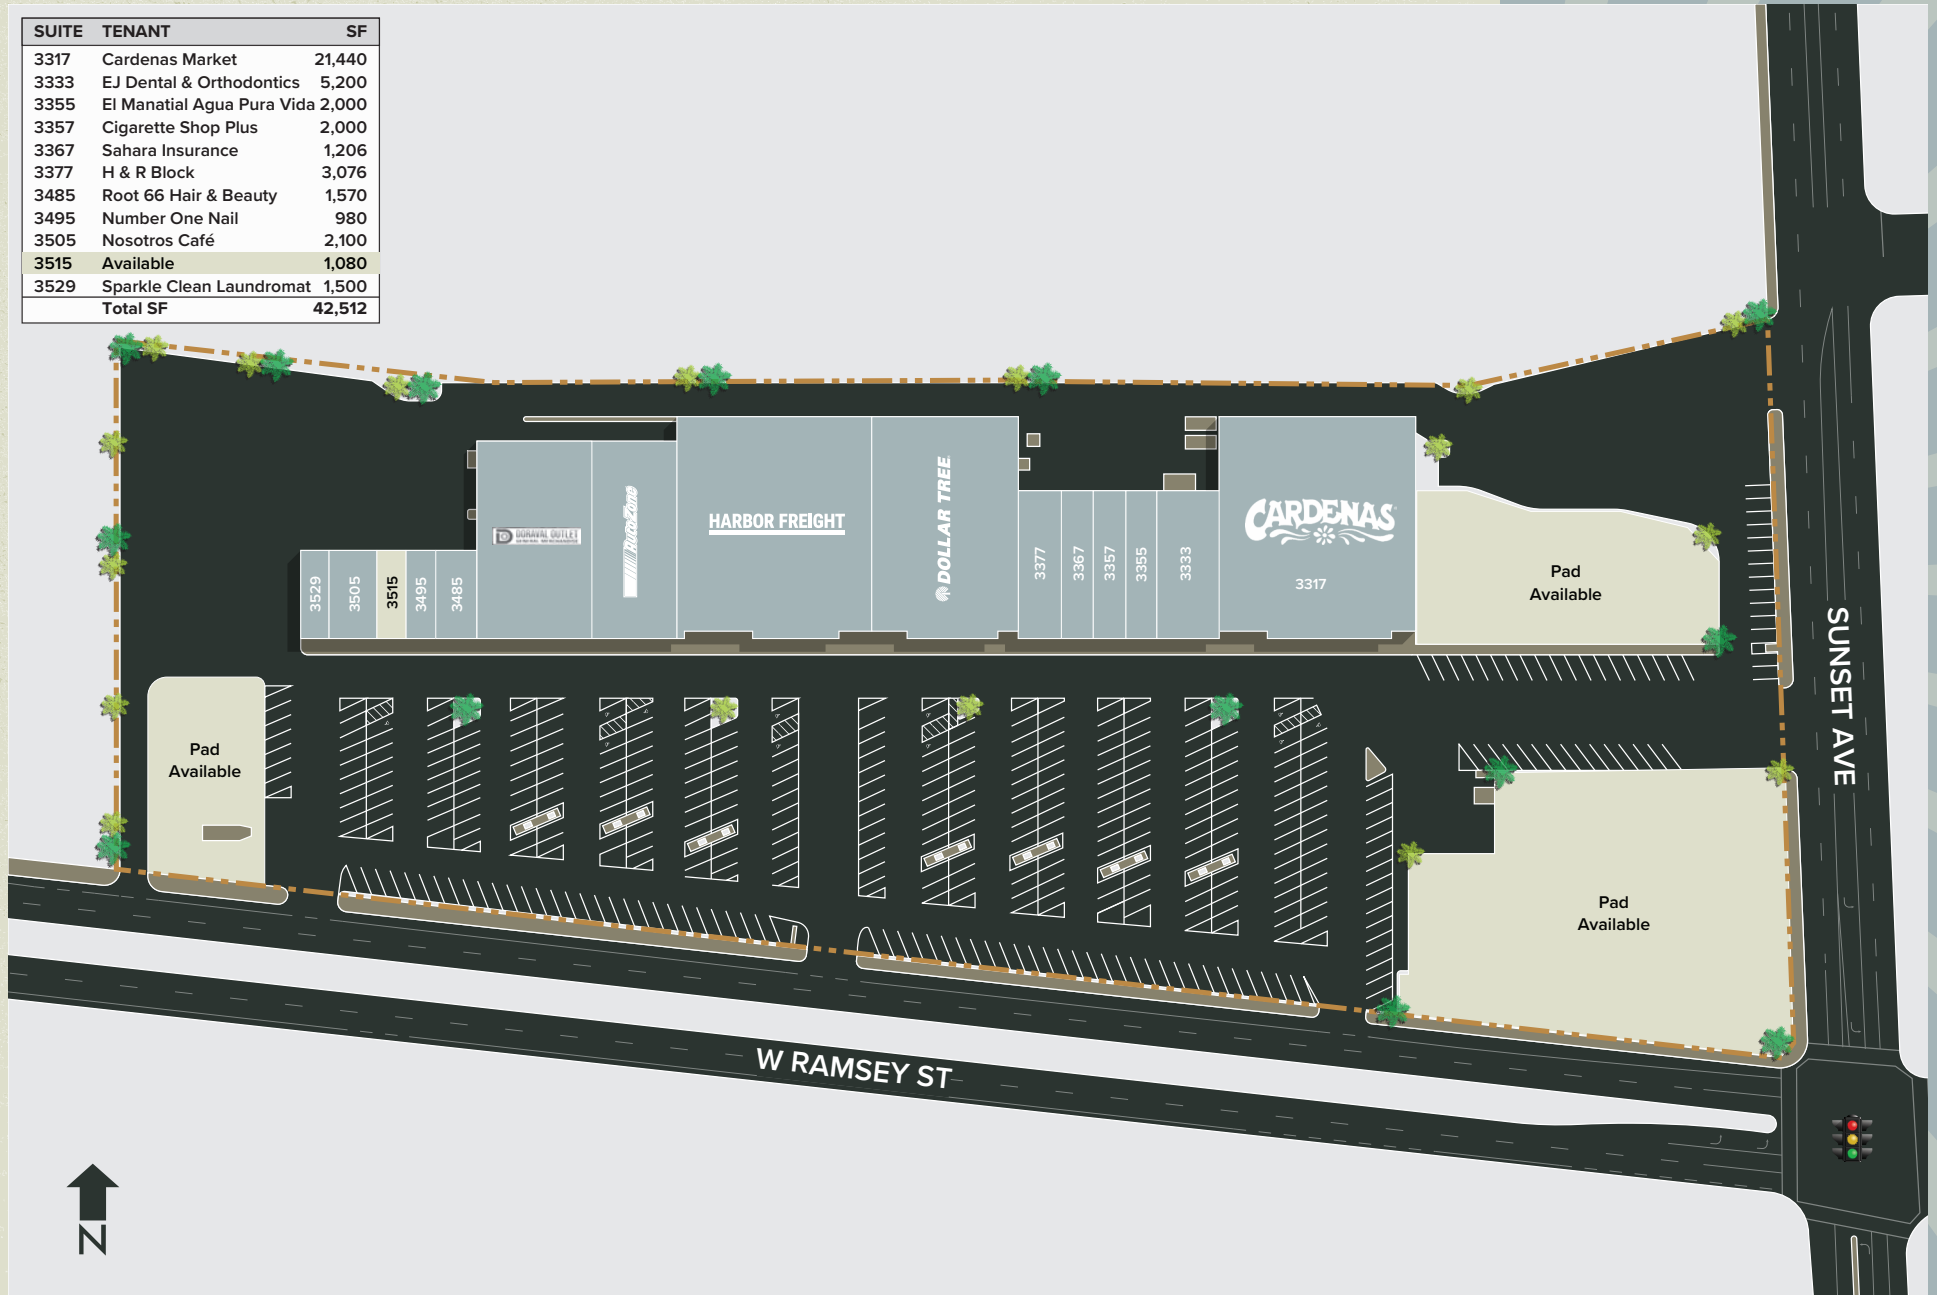 SUITE TENANT SF
3317 Cardenas Market 21,440
3333 EJ Dental & Orthodontics 5,200
3355 El Manatial Agua Pura Vida 2,000
3357 Cigarette Shop Plus 2,000
3367 Sahara Insurance 1,206
3377 H & R Block 3,076
3485 Root 66 Hair & Beauty 1,570
3495 Number One Nail 980
3505 Nosotros Café 2,100
3515 Available 1,080
3529 Sparkle Clean Laundromat 1,500
Total SF 42,512
3529
3505
3515
3495
3485
DORAVAL OUTLET
AutoZone
HARBOR FREIGHT
DOLLAR TREE
3377
3367
3357
3355
3333
CARDENAS
3317
Pad
Available
Pad
Available
Pad
Available
SUNSET AVE
W RAMSEY ST
N